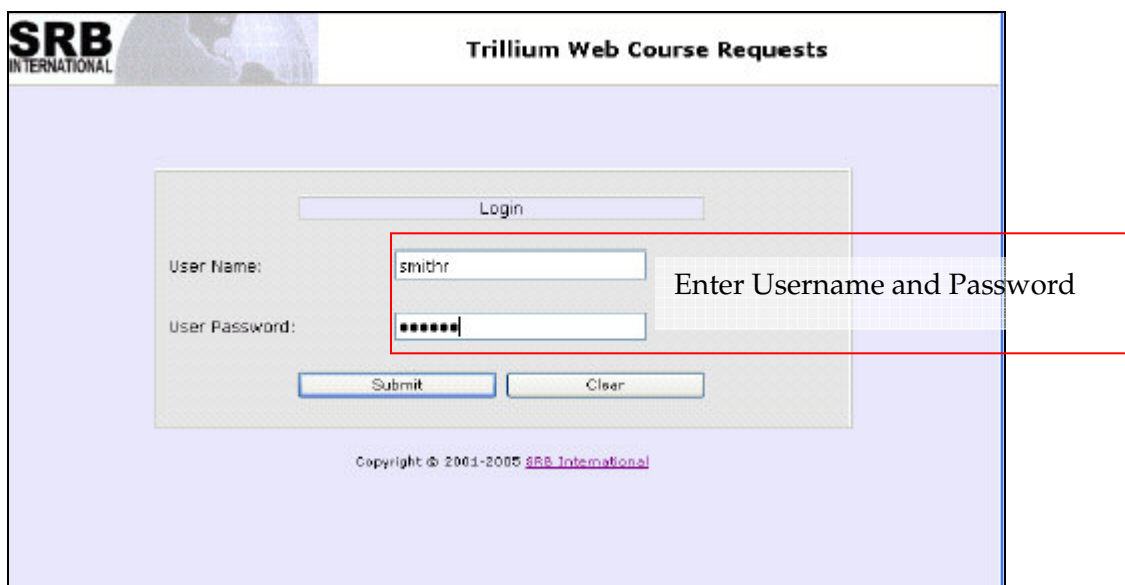 SRB
INTERNATIONAL
Trillium Web Course Requests
Login
User Name:
smithr
Enter Username and Password
User Password:
••••••
Submit
Clear
Copyright © 2001-2005 SRB International